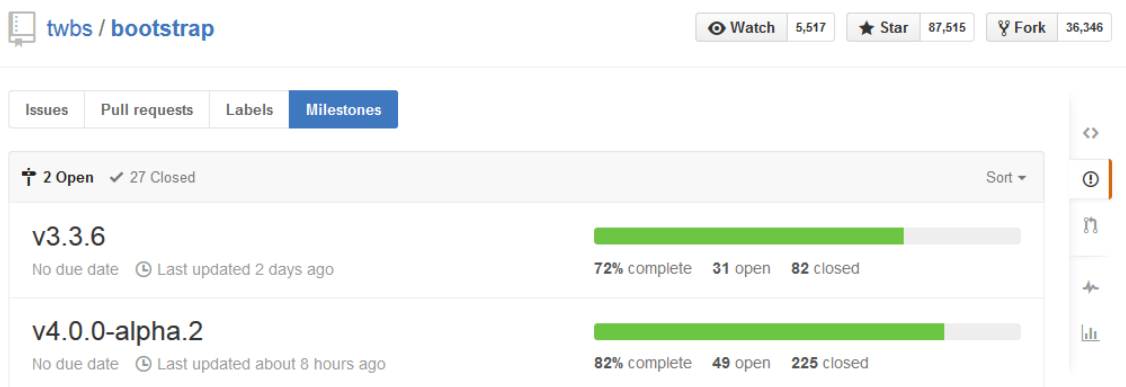 twbs / bootstrap
Watch 5,517 Star 87,515 Fork 36,346
Issues Pull requests Labels Milestones
2 Open 27 Closed Sort
v3.3.6
No due date Last updated 2 days ago
72% complete 31 open 82 closed
v4.0.0-alpha.2
No due date Last updated about 8 hours ago
82% complete 49 open 225 closed